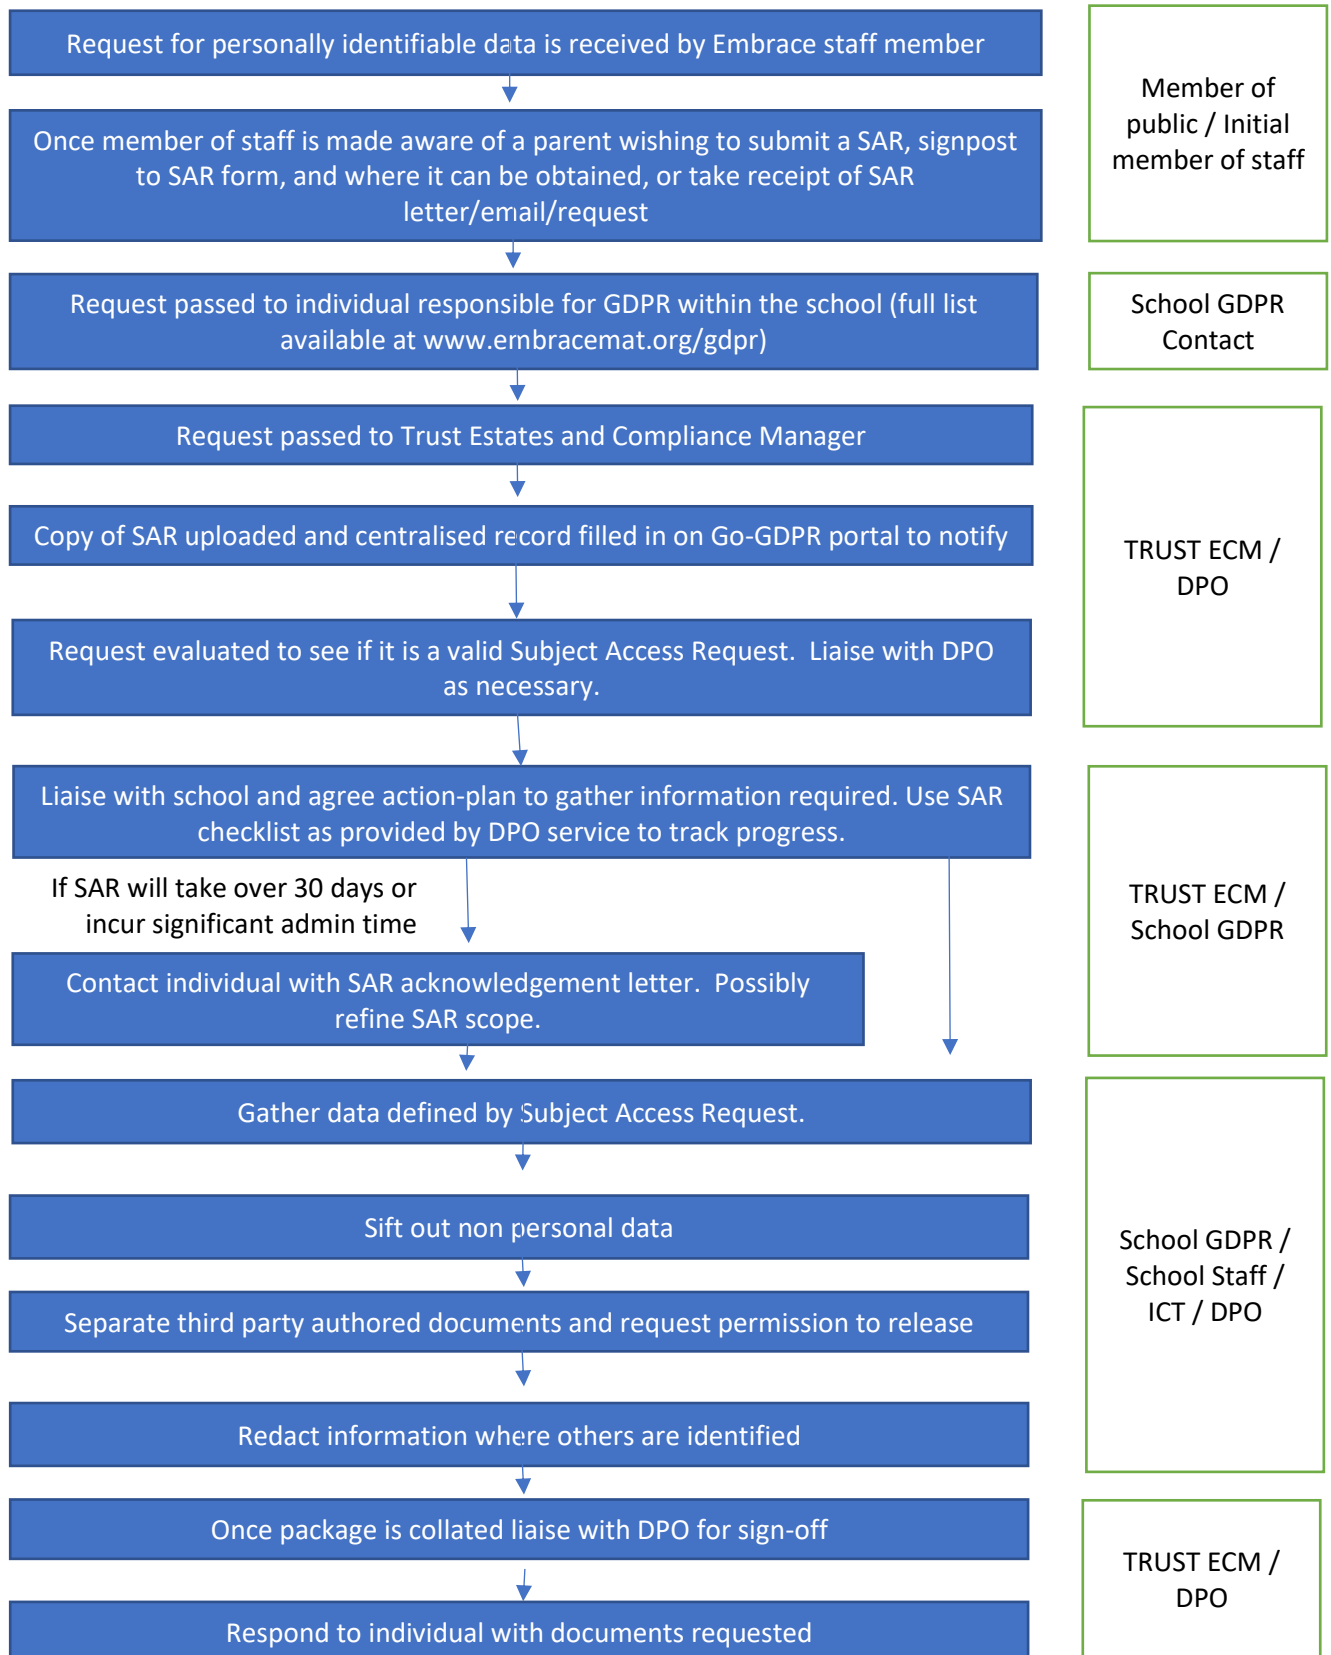 Request for personally identifiable data is received by Embrace staff member
Once member of staff is made aware of a parent wishing to submit a SAR, signpost
to SAR form, and where it can be obtained, or take receipt of SAR
letter/email/request
Member of
public / Initial
member of staff
Request passed to individual responsible for GDPR within the school (full list
available at www.embracemat.org/gdpr)
School GDPR
Contact
Request passed to Trust Estates and Compliance Manager
Copy of SAR uploaded and centralised record filled in on Go-GDPR portal to notify
Request evaluated to see if it is a valid Subject Access Request.  Liaise with DPO
as necessary.
TRUST ECM /
DPO
Liaise with school and agree action-plan to gather information required. Use SAR
checklist as provided by DPO service to track progress.
If SAR will take over 30 days or
incur significant admin time
Contact individual with SAR acknowledgement letter.  Possibly
refine SAR scope.
TRUST ECM /
School GDPR
Gather data defined by Subject Access Request.
Sift out non personal data
Separate third party authored documents and request permission to release
Redact information where others are identified
School GDPR /
School Staff /
ICT / DPO
Once package is collated liaise with DPO for sign-off
Respond to individual with documents requested
TRUST ECM /
DPO